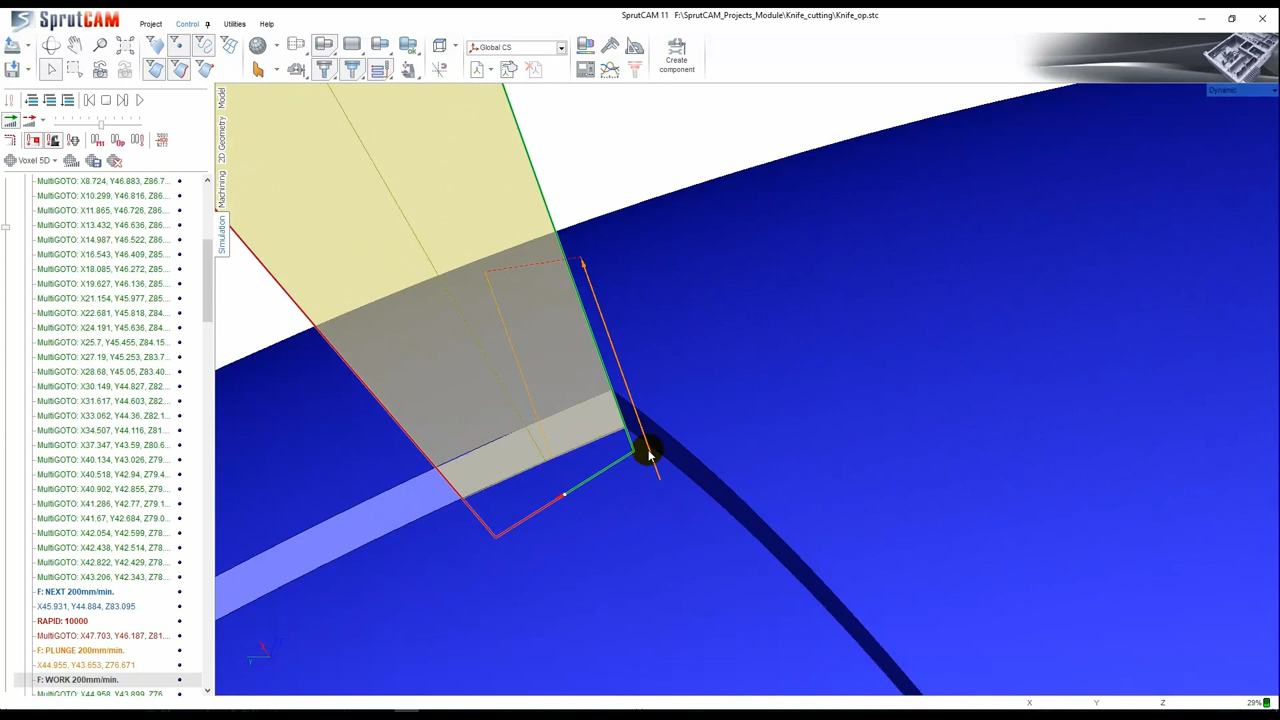 SprutCAM
Project
Control
Utilities
Help
SprutCAM 11 F:\SprutCAM_Projects_Module\Knife_cutting\Knife_op.stc
Global CS
Create
component
Dynamic
Voxel 5D
Model
2D Geometry
Machining
Simulation
MultiGOTO: X8.724, Y46.883, Z86.7...
MultiGOTO: X10.299, Y46.816, Z86...
MultiGOTO: X11.865, Y46.726, Z86...
MultiGOTO: X13.432, Y46.636, Z86...
MultiGOTO: X14.987, Y46.522, Z86...
MultiGOTO: X16.543, Y46.409, Z85...
MultiGOTO: X18.085, Y46.272, Z85...
MultiGOTO: X19.627, Y46.136, Z85...
MultiGOTO: X21.154, Y45.977, Z85...
MultiGOTO: X22.681, Y45.818, Z84...
MultiGOTO: X24.191, Y45.636, Z84...
MultiGOTO: X25.7, Y45.455, Z84.15...
MultiGOTO: X27.19, Y45.253, Z83.7...
MultiGOTO: X28.68, Y45.05, Z83.40...
MultiGOTO: X30.149, Y44.827, Z82...
MultiGOTO: X31.617, Y44.603, Z82...
MultiGOTO: X33.062, Y44.36, Z82.1...
MultiGOTO: X34.507, Y44.116, Z81...
MultiGOTO: X37.347, Y43.59, Z80.6...
MultiGOTO: X40.134, Y43.026, Z79...
MultiGOTO: X40.518, Y42.94, Z79.4...
MultiGOTO: X40.902, Y42.855, Z79...
MultiGOTO: X41.286, Y42.77, Z79.1...
MultiGOTO: X41.67, Y42.684, Z79.0...
MultiGOTO: X42.054, Y42.599, Z78...
MultiGOTO: X42.438, Y42.514, Z78...
MultiGOTO: X42.822, Y42.429, Z78...
MultiGOTO: X43.206, Y42.343, Z78...
F: NEXT 200mm/min.
X45.931, Y44.884, Z83.095
RAPID: 10000
MultiGOTO: X47.703, Y46.187, Z81...
F: PLUNGE 200mm/min.
X44.955, Y43.653, Z76.671
F: WORK 200mm/min.
MultiGOTO: X44.958, Y43.899, Z76
X
Y
Z
29%